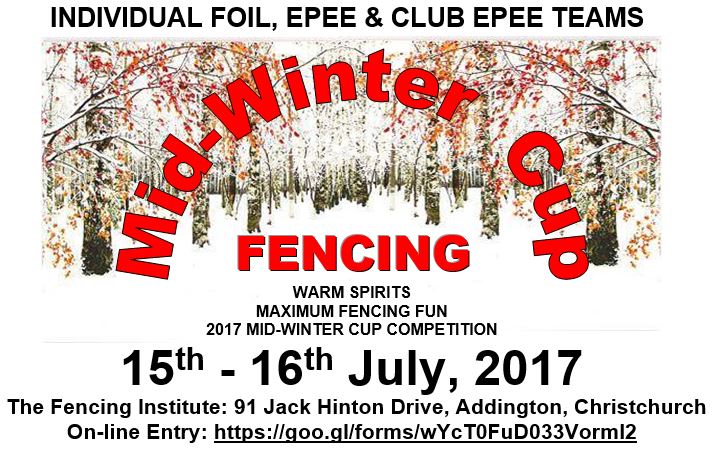 INDIVIDUAL FOIL, EPEE & CLUB EPEE TEAMS
Mid-Winter Cup
FENCING
WARM SPIRITS
MAXIMUM FENCING FUN
2017 MID-WINTER CUP COMPETITION
15th - 16th July, 2017
The Fencing Institute: 91 Jack Hinton Drive, Addington, Christchurch
On-line Entry: https://goo.gl/forms/wYcT0FuD033VormI2